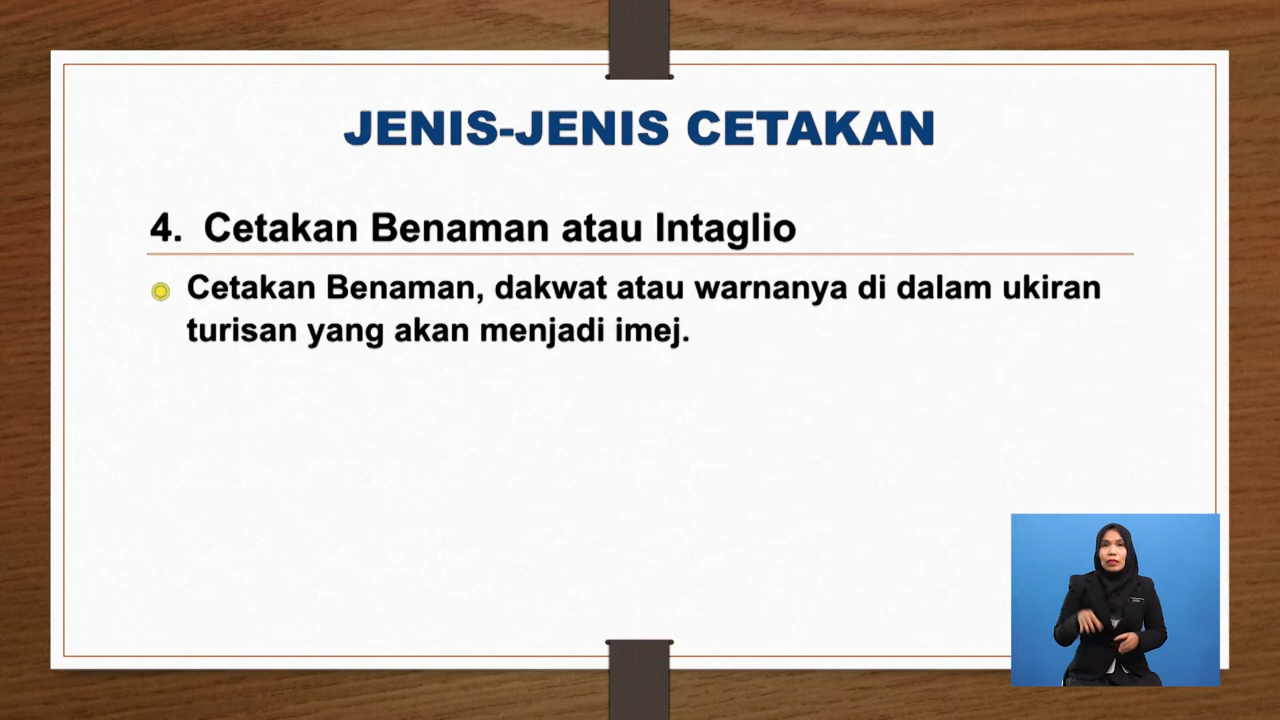 JENIS-JENIS CETAKAN
4. Cetakan Benaman atau Intaglio
Cetakan Benaman, dakwat atau warnanya di dalam ukiran
turisan yang akan menjadi imej.